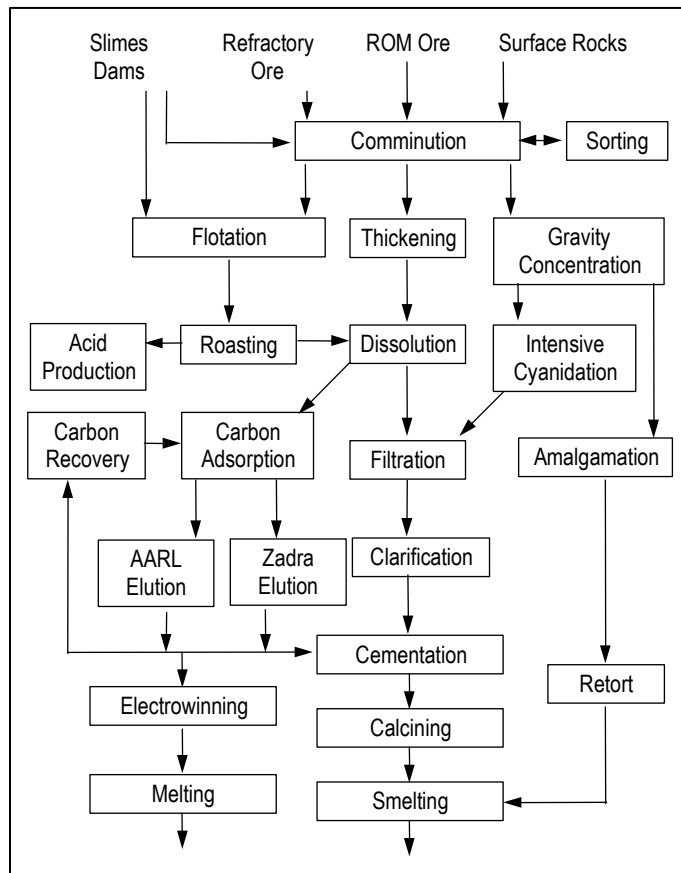 Slimes
Dams
Refractory
Ore
ROM Ore
Surface Rocks
Comminution
Sorting
Flotation
Thickening
Gravity
Concentration
Acid
Production
Roasting
Dissolution
Intensive
Cyanidation
Carbon
Recovery
Carbon
Adsorption
Filtration
Amalgamation
AARL
Elution
Zadra
Elution
Clarification
Cementation
Retort
Electrowinning
Calcining
Melting
Smelting